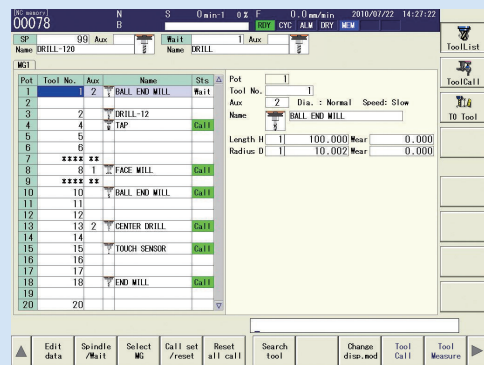 NC memory N S 0min-1 0% F 0.0mm/min 2010/07/22 14:27:22
00078 B RDY CYC ALM DRY MEM
SP 99 Aux Wait 1 Aux
Name DRILL-120 Name DRILL
ToolList
ToolCall
TO Tool
MG1
Pot Tool No. Aux Name Sts
1 1 2 BALL END MILL Wait
2
3 2 DRILL-12
4 4 TAP Call
5 5
6 6
7 **** **
8 8 1 FACE MILL Call
9 **** **
10 10 BALL END MILL Call
11 11
12 12
13 13 2 CENTER DRILL Call
14 14
15 15 TOUCH SENSOR Call
16 16
17 17
18 18 END MILL Call
19
20 20
Pot 1
Tool No. 1
Aux 2 Dia. : Normal Speed: Slow
Name BALL END MILL
Length H 1 100.000 Wear 0.000
Radius D 1 10.002 Wear 0.000
Edit data
Spindle /Wait
Select MG
Call set /reset
Reset all call
Search tool
Change disp.mod
Tool Call
Tool Measure